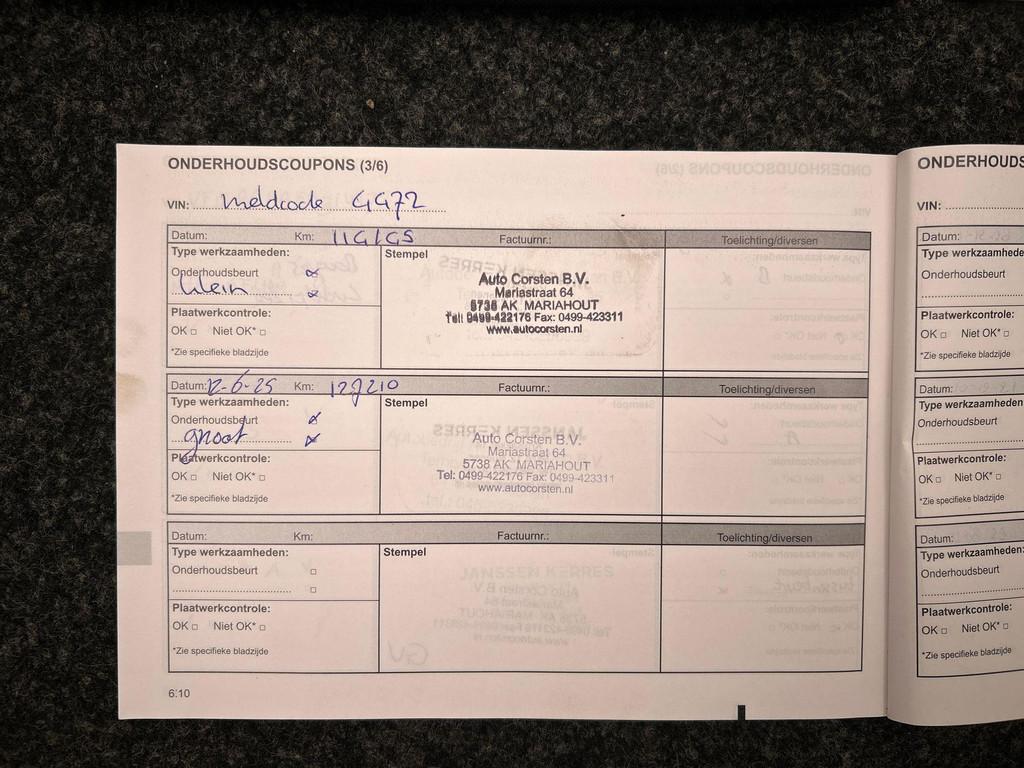 ONDERHOUDSCOUPONS (3/6)
VIN: meldcode GG72
Datum: Km: Factuurnr.: Toelichting/diversen
Type werkzaamheden: Stempel
Onderhoudsbeurt
klein
Plaatwerkcontrole:
OK Niet OK*
*Zie specifieke bladzijde
Auto Corsten B.V.
Mariastraat 64
5738 AK MARIAHOUT
Tel: 0499-422176 Fax: 0499-423311
www.autocorsten.nl
Datum: 12-6-25 Km: Factuurnr.: Toelichting/diversen
Type werkzaamheden: Stempel
Onderhoudsbeurt
groot
Plaatwerkcontrole:
OK Niet OK*
*Zie specifieke bladzijde
Auto Corsten B.V.
Mariastraat 64
5738 AK MARIAHOUT
Tel: 0499-422176 Fax: 0499-423311
www.autocorsten.nl
Datum: Km: Factuurnr.: Toelichting/diversen
Type werkzaamheden: Stempel
Onderhoudsbeurt
Plaatwerkcontrole:
OK Niet OK*
*Zie specifieke bladzijde
6.10
ONDERHOUDS
VIN:
Datum:
Type werkzaamheden
Onderhoudsbeurt
Plaatwerkcontrole:
OK Niet OK*
*Zie specifieke bladzijde
Datum:
Type werkzaamheden
Onderhoudsbeurt
Plaatwerkcontrole:
OK Niet OK*
*Zie specifieke bladzijde
Datum:
Type werkzaamheden:
Onderhoudsbeurt
Plaatwerkcontrole:
OK Niet OK*
*Zie specifieke bladzijde